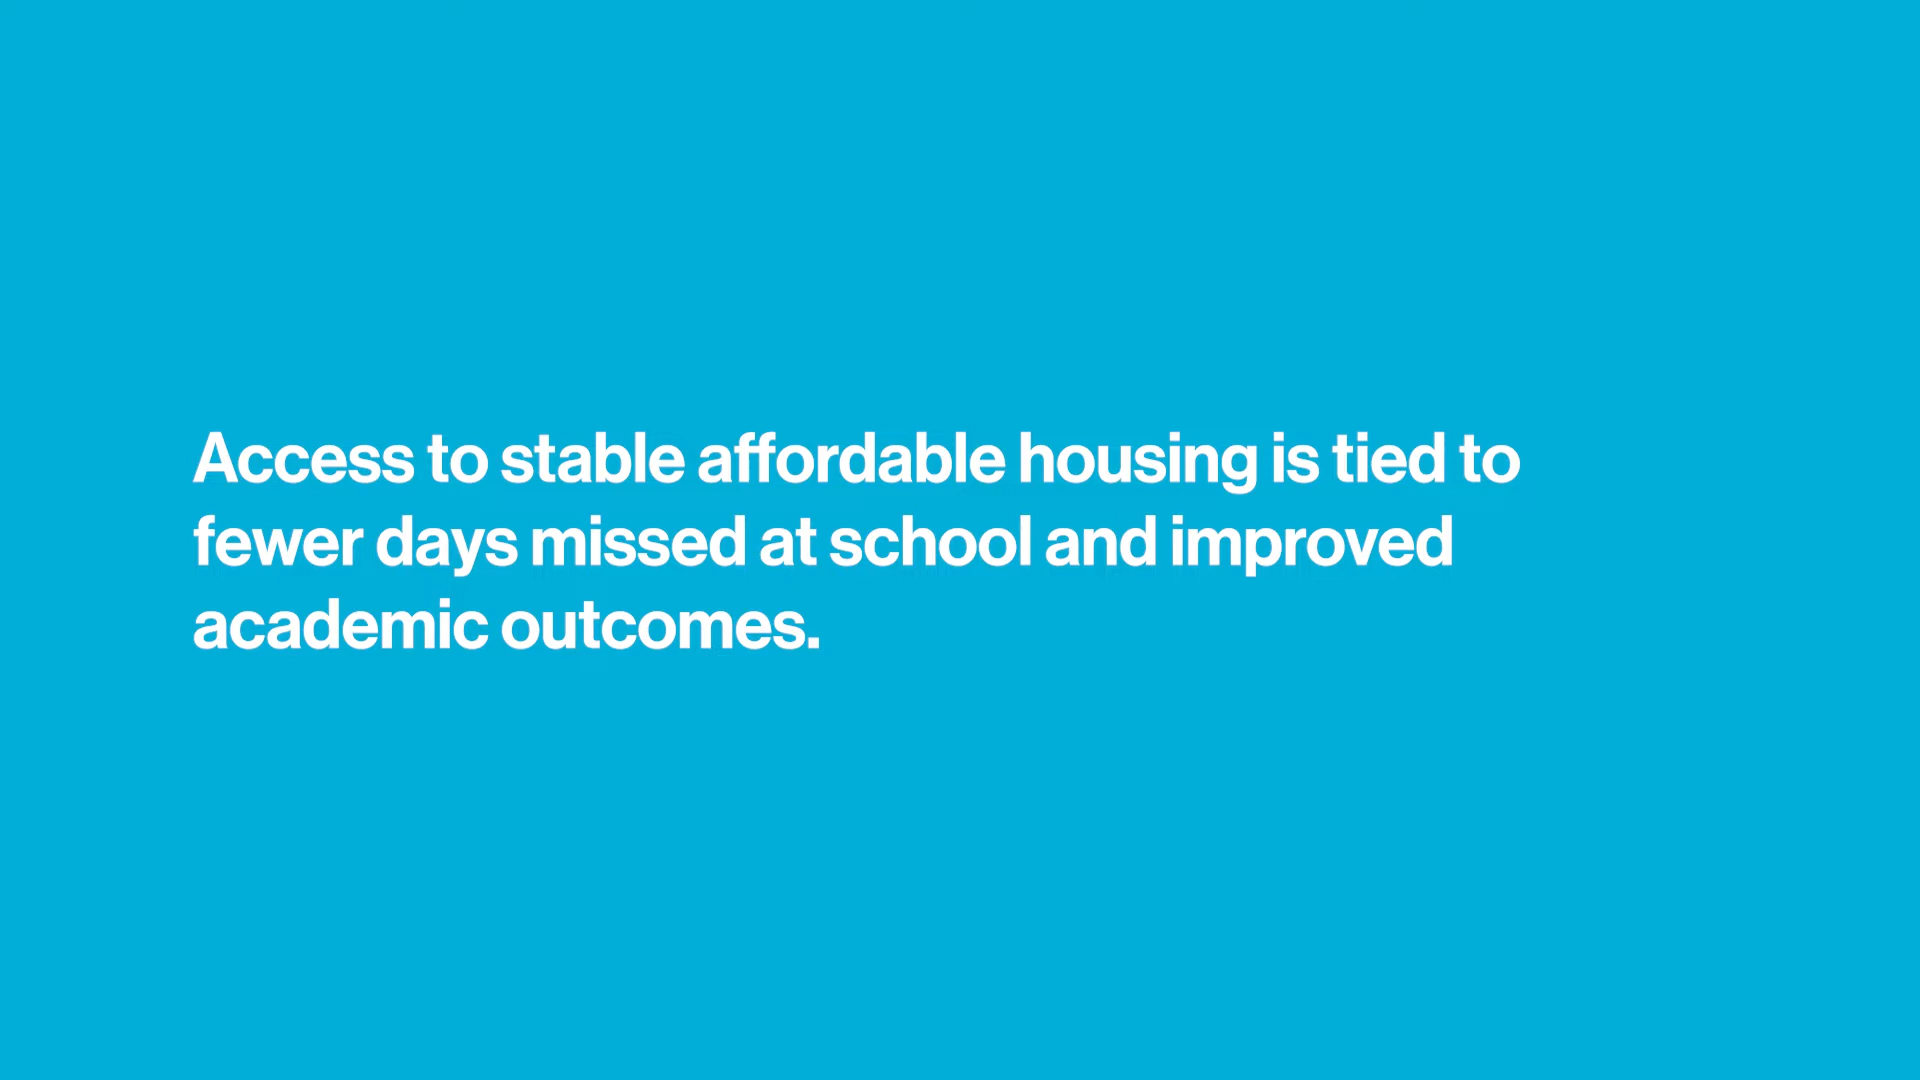 Access to stable affordable housing is tied to
fewer days missed at school and improved
academic outcomes.